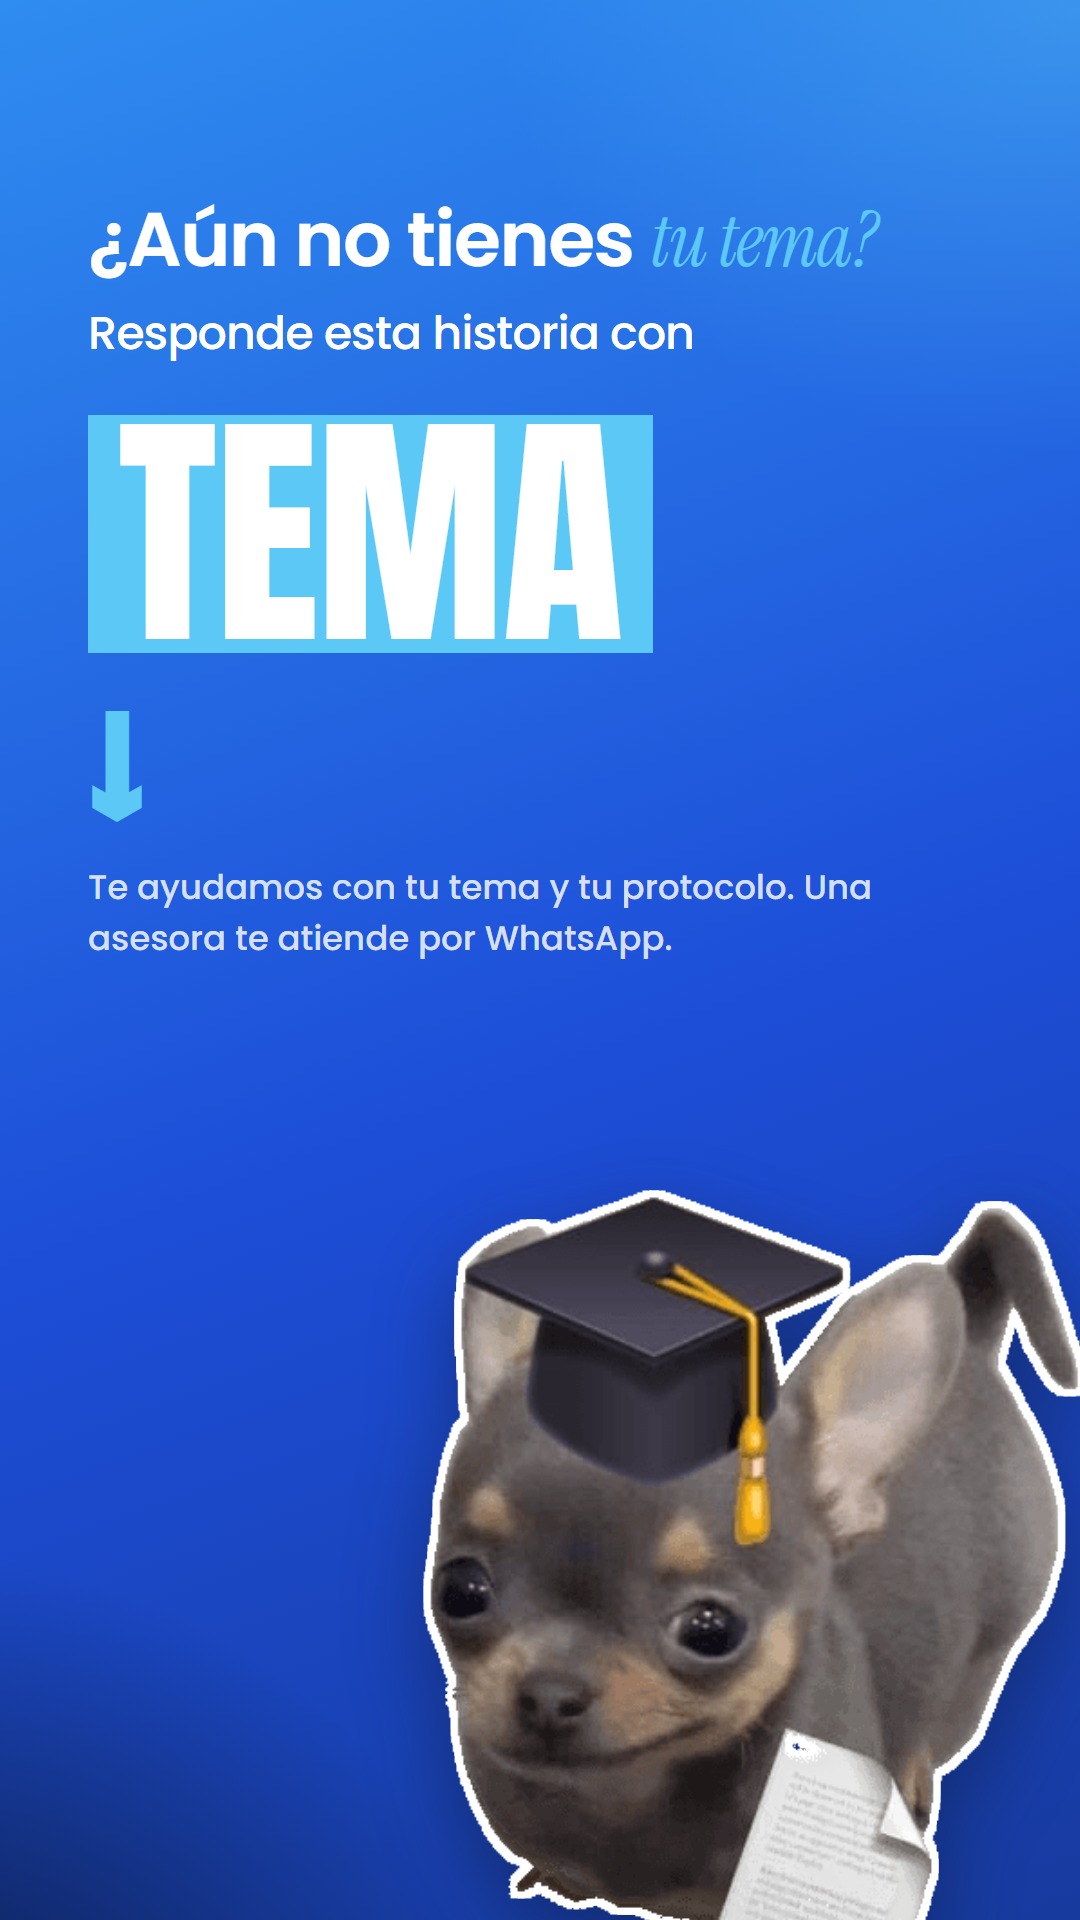 ¿Aún no tienes tu tema?
Responde esta historia con
TEMA
Te ayudamos con tu tema y tu protocolo. Una
asesora te atiende por WhatsApp.